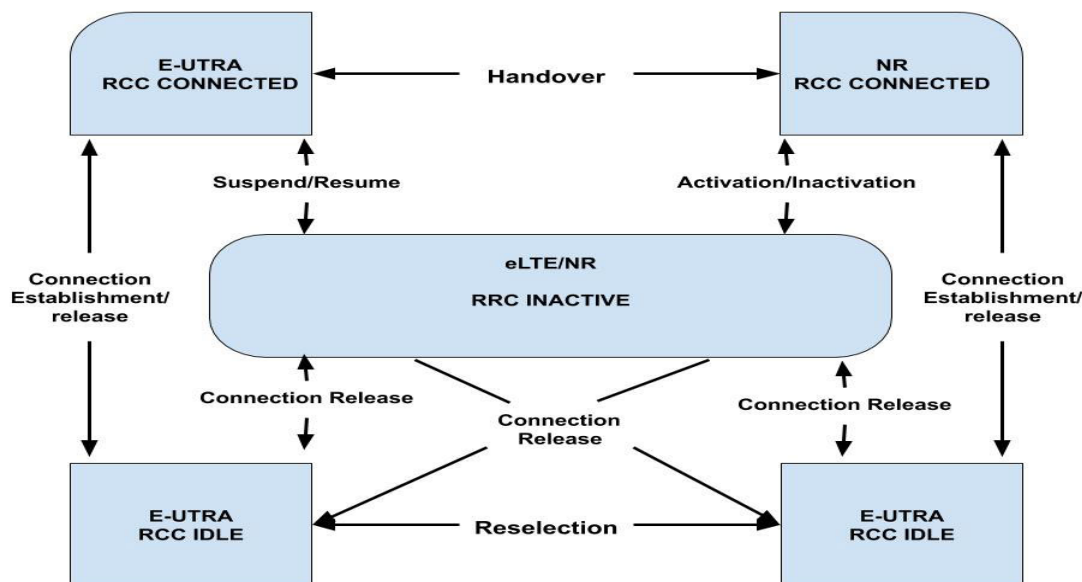 E-UTRA
RCC CONNECTED
Handover
NR
RCC CONNECTED
Suspend/Resume
Activation/Inactivation
eLTE/NR
RRC INACTIVE
Connection
Establishment/
release
Connection
Establishment/
release
Connection Release
Connection
Release
Connection Release
E-UTRA
RCC IDLE
Reselection
E-UTRA
RCC IDLE